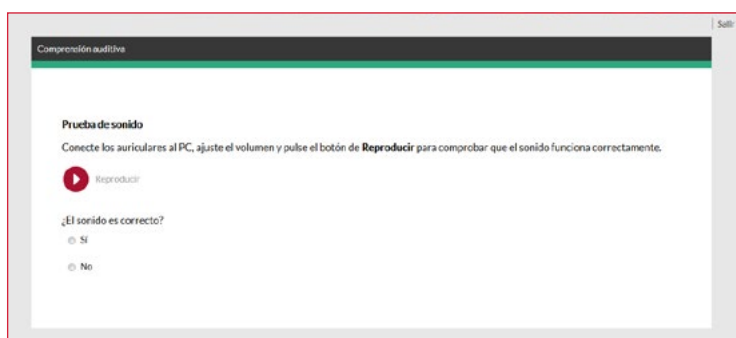 Salir
Comprensión auditiva
Prueba de sonido
Conecte los auriculares al PC, ajuste el volumen y pulse el botón de Reproducir para comprobar que el sonido funciona correctamente.
Reproducir
¿El sonido es correcto?
Sí
No